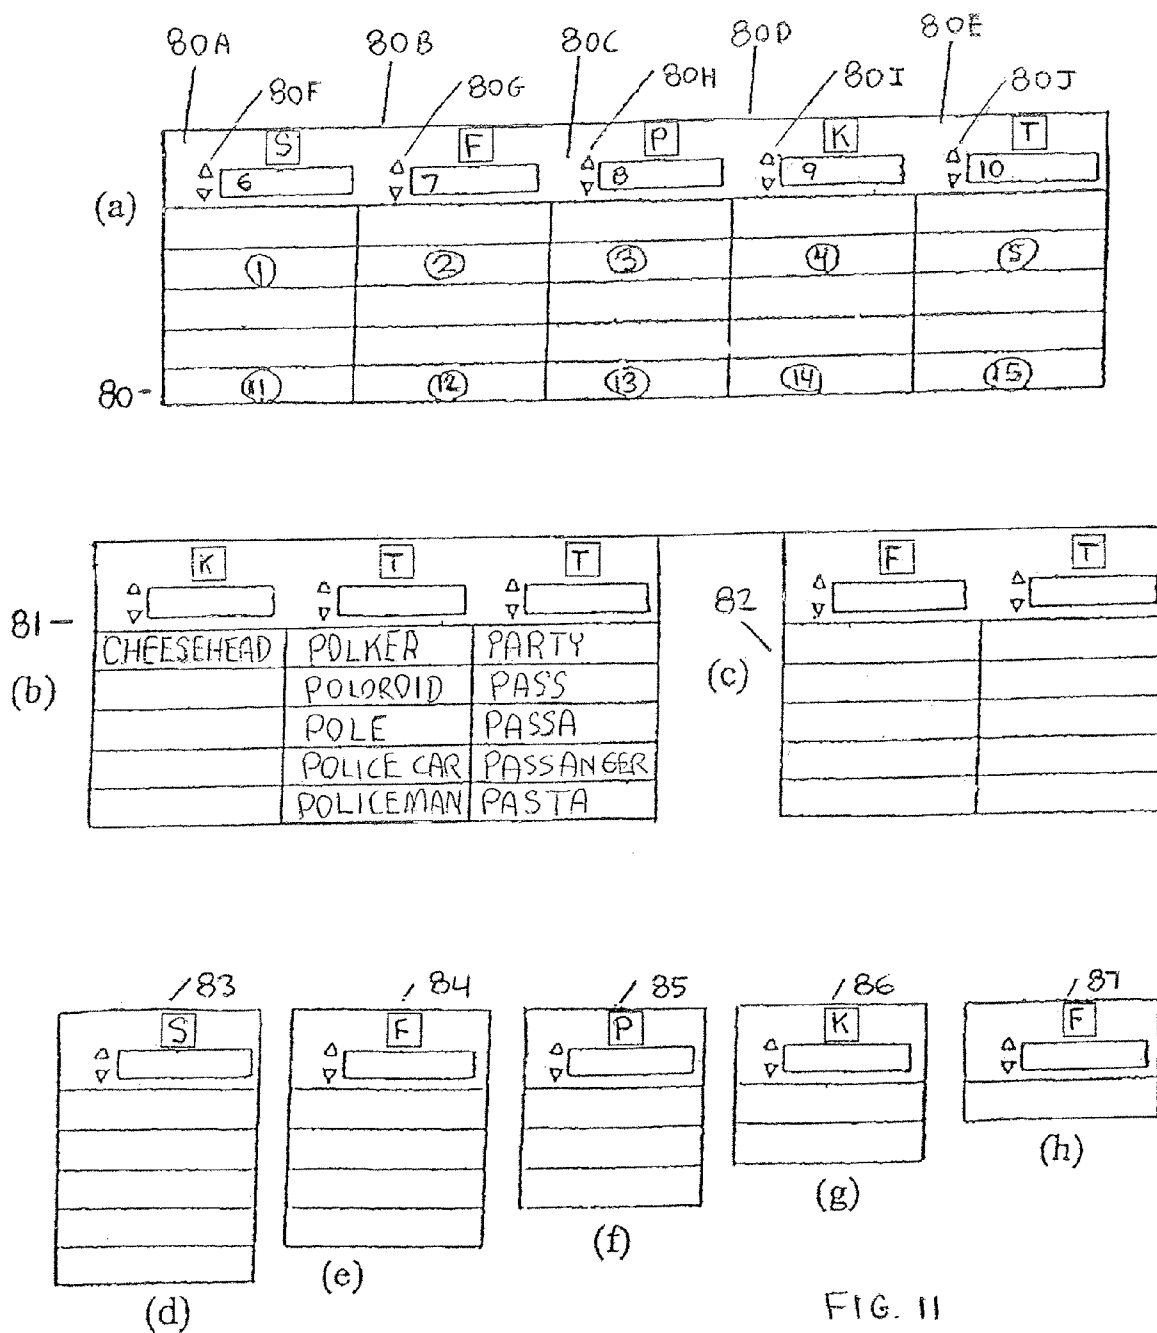 80A 80B 80C 80D 80E
80F 80G 80H 80I 80J
S F P K T
6 7 8 9 10
(a)
1 2 3 4 5
80
11 12 13 14 15
K T T F T
81 82
(b) (c)
CHEESEHEAD POLKER PARTY
POLOROID PASS
POLE PASSA
POLICE CAR PASSANGER
POLICEMAN PASTA
83 84 85 86 87
S F P K F
(h)
(g)
(f)
(e)
(d)
FIG. 11